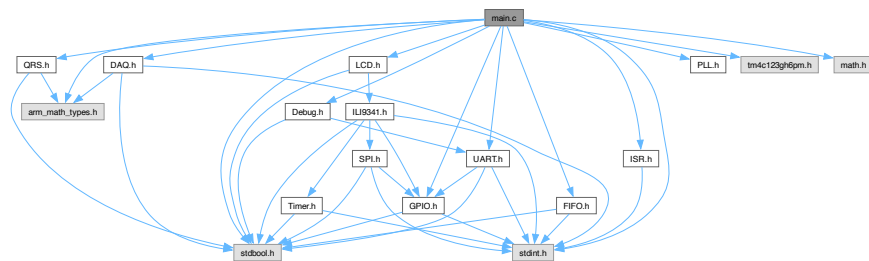 main.c
QRS.h
DAQ.h
LCD.h
PLL.h
tm4c123gh6pm.h
math.h
arm_math_types.h
Debug.h
ILI9341.h
SPI.h
UART.h
ISR.h
Timer.h
GPIO.h
FIFO.h
stdbool.h
stdint.h